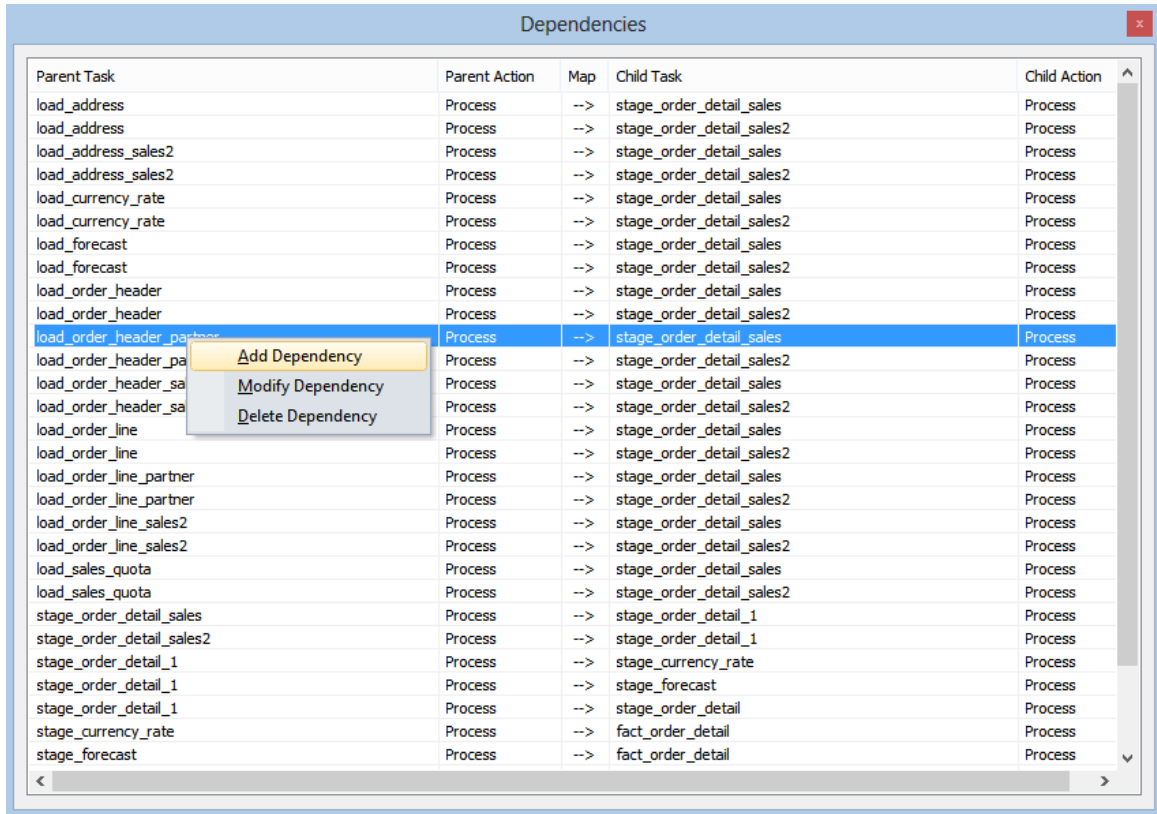 Dependencies
x
Parent Task Parent Action Map Child Task Child Action
load_address Process --> stage_order_detail_sales Process
load_address Process --> stage_order_detail_sales2 Process
load_address_sales2 Process --> stage_order_detail_sales Process
load_address_sales2 Process --> stage_order_detail_sales2 Process
load_currency_rate Process --> stage_order_detail_sales Process
load_currency_rate Process --> stage_order_detail_sales2 Process
load_forecast Process --> stage_order_detail_sales Process
load_forecast Process --> stage_order_detail_sales2 Process
load_order_header Process --> stage_order_detail_sales Process
load_order_header Process --> stage_order_detail_sales2 Process
load_order_header_partner Process --> stage_order_detail_sales Process
load_order_header_pa Process --> stage_order_detail_sales2 Process
load_order_header_sa Process --> stage_order_detail_sales Process
load_order_header_sal Process --> stage_order_detail_sales2 Process
Add Dependency
Modify Dependency
Delete Dependency
load_order_line Process --> stage_order_detail_sales Process
load_order_line Process --> stage_order_detail_sales2 Process
load_order_line_partner Process --> stage_order_detail_sales Process
load_order_line_partner Process --> stage_order_detail_sales2 Process
load_order_line_sales2 Process --> stage_order_detail_sales Process
load_order_line_sales2 Process --> stage_order_detail_sales2 Process
load_sales_quota Process --> stage_order_detail_sales Process
load_sales_quota Process --> stage_order_detail_sales2 Process
stage_order_detail_sales Process --> stage_order_detail_1 Process
stage_order_detail_sales2 Process --> stage_order_detail_1 Process
stage_order_detail_1 Process --> stage_currency_rate Process
stage_order_detail_1 Process --> stage_forecast Process
stage_order_detail_1 Process --> stage_order_detail Process
stage_currency_rate Process --> fact_order_detail Process
stage_forecast Process --> fact_order_detail Process